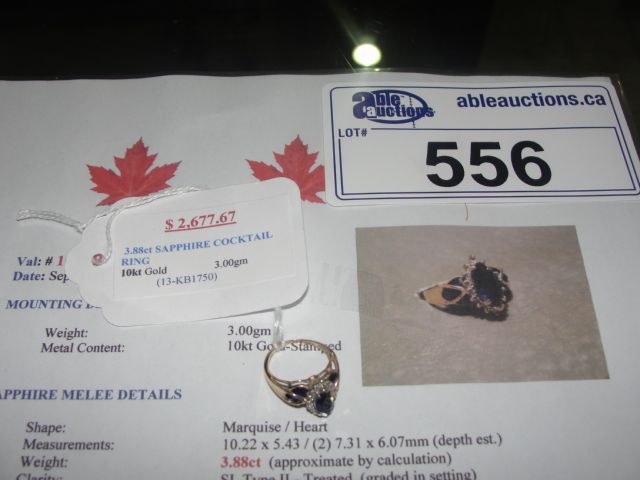 able auctions
ableauctions.ca
LOT#
556
$ 2,677.67
3.88ct SAPPHIRE COCKTAIL
RING
10kt Gold 3.00gm
(13-KB1750)
Val: # 1
Date: Sep
MOUNTING D
Weight: 3.00gm
Metal Content: 10kt Gold-Stamped
APPHIRE MELEE DETAILS
Shape: Marquise / Heart
Measurements: 10.22 x 5.43 / (2) 7.31 x 6.07mm (depth est.)
Weight: 3.88ct (approximate by calculation)
Clarity: SI Type II - Treated (graded in setting)